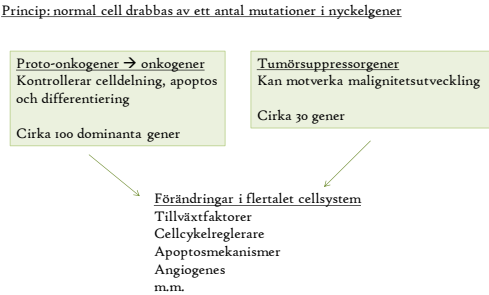 Princip: normal cell drabbas av ett antal mutationer i nyckelgener
Proto-onkogener → onkogener
Kontrollerar celldelning, apoptos
och differentiering
Cirka 100 dominanta gener
Tumörsuppressorgener
Kan motverka malignitetsutveckling
Cirka 30 gener
Förändringar i flertalet cellsystem
Tillväxtfaktorer
Cellcykelreglerare
Apoptosmekanismer
Angiogenes
m.m.